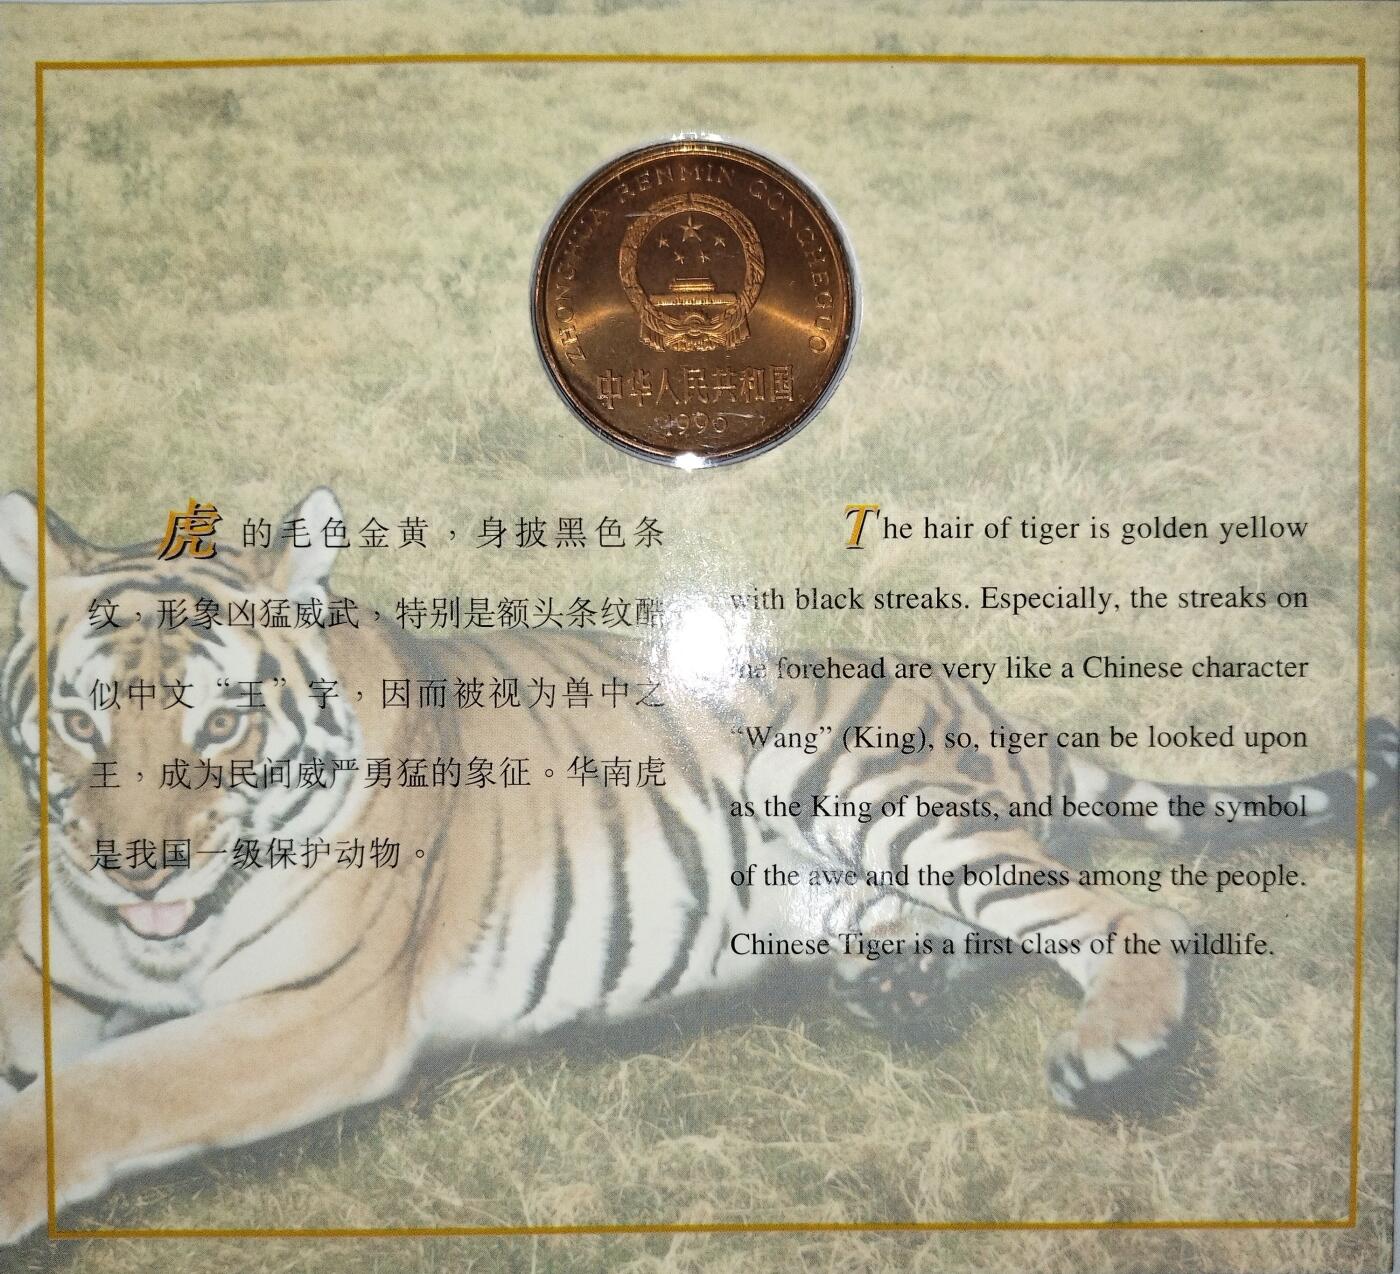 ZHONGHUA RENMIN GONGHEGUO
中华人民共和国
1996
虎的毛色金黄，身披黑色条
纹，形象凶猛威武，特别是额头条纹酷
似中文“王”字，因而被视为兽中之
王，成为民间威严勇猛的象征。华南虎
是我国一级保护动物。
The hair of tiger is golden yellow
with black streaks. Especially, the streaks on
the forehead are very like a Chinese character
“Wang” (King), so, tiger can be looked upon
as the King of beasts, and become the symbol
of the awe and the boldness among the people.
Chinese Tiger is a first class of the wildlife.